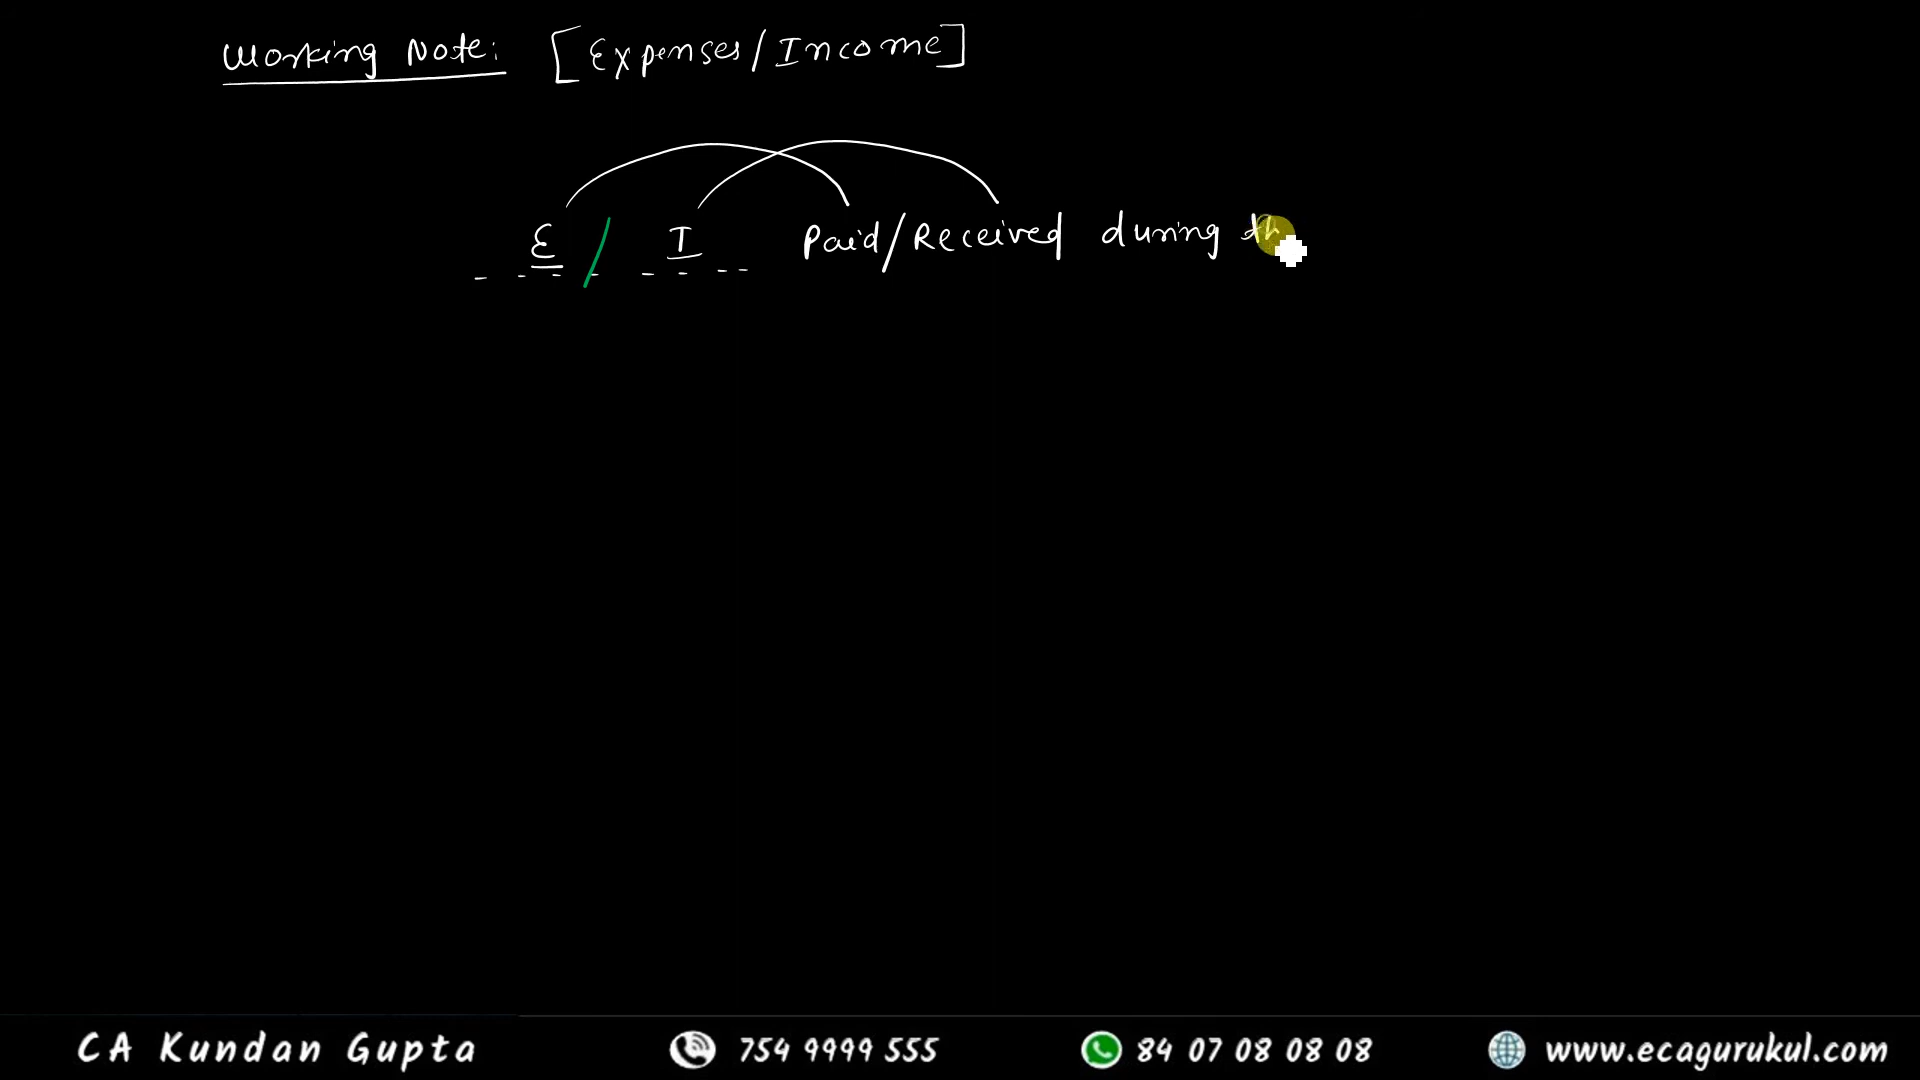 Working Note: [Expenses/Income]
E / I Paid/Received during th
CA Kundan Gupta 754 9999 555 84 07 08 08 08 www.ecagurukul.com